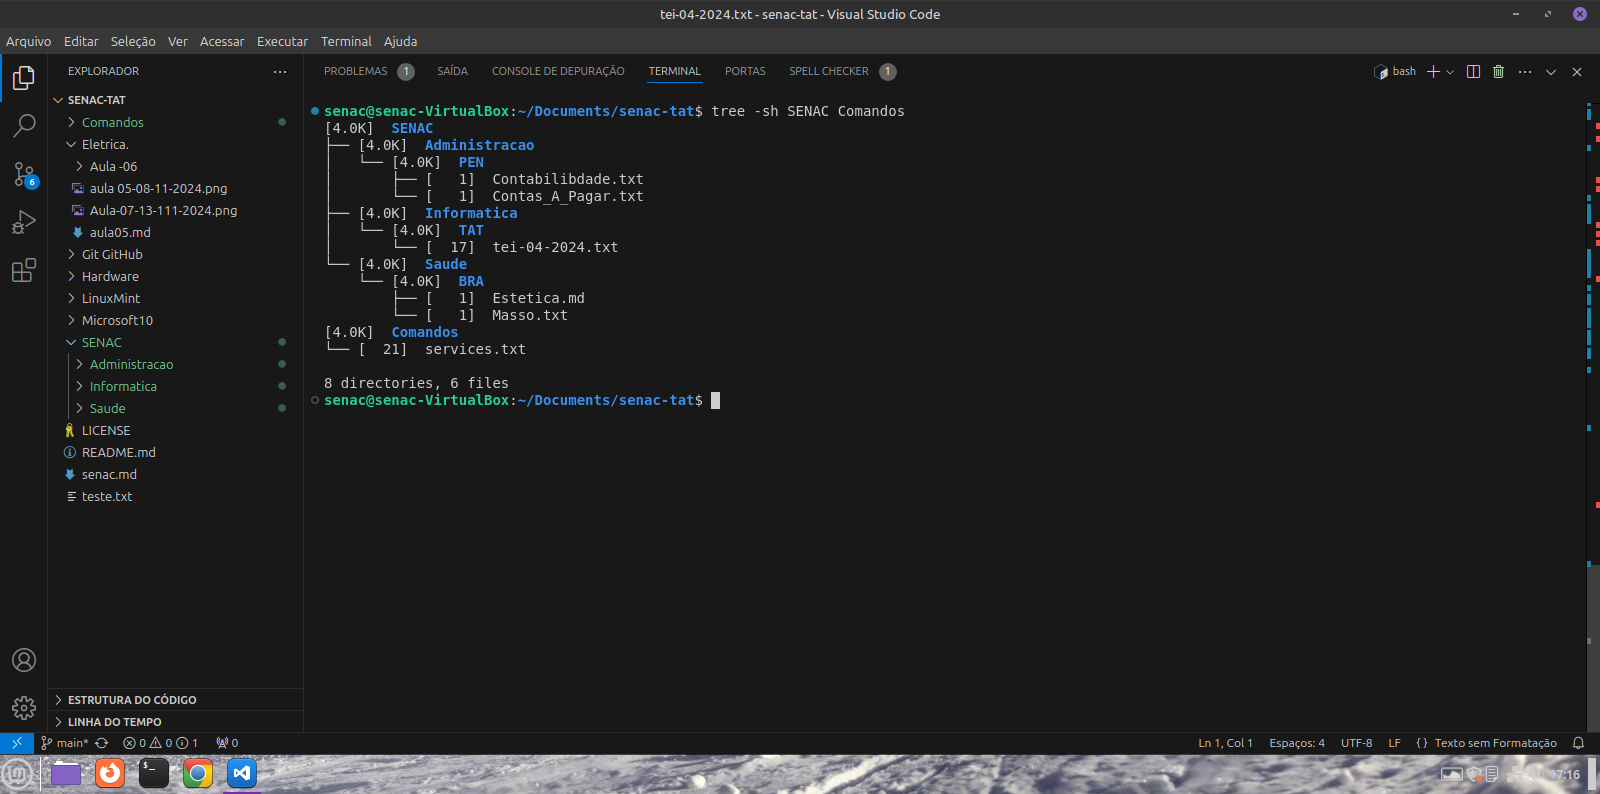 tei-04-2024.txt - senac-tat - Visual Studio Code
Arquivo Editar Seleção Ver Acessar Executar Terminal Ajuda
EXPLORADOR
SENAC-TAT
Comandos
Eletrica.
Aula -06
aula 05-08-11-2024.png
Aula-07-13-111-2024.png
aula05.md
Git GitHub
Hardware
LinuxMint
Microsoft10
SENAC
Administracao
Informatica
Saude
LICENSE
README.md
senac.md
teste.txt
ESTRUTURA DO CÓDIGO
LINHA DO TEMPO
6
PROBLEMAS 1 SAÍDA CONSOLE DE DEPURAÇÃO TERMINAL PORTAS SPELL CHECKER 1 bash
senac@senac-VirtualBox:~/Documents/senac-tat$ tree -sh SENAC Comandos
[4.0K]  SENAC
├── [4.0K]  Administracao
│   └── [4.0K]  PEN
│       ├── [   1]  Contabilibdade.txt
│       └── [   1]  Contas_A_Pagar.txt
├── [4.0K]  Informatica
│   └── [4.0K]  TAT
│       └── [  17]  tei-04-2024.txt
└── [4.0K]  Saude
    └── [4.0K]  BRA
        ├── [   1]  Estetica.md
        └── [   1]  Masso.txt
[4.0K]  Comandos
└── [  21]  services.txt
8 directories, 6 files
senac@senac-VirtualBox:~/Documents/senac-tat$
main* 0 0 1 0 Ln 1, Col 1 Espaços: 4 UTF-8 LF {} Texto sem Formatação
17:16